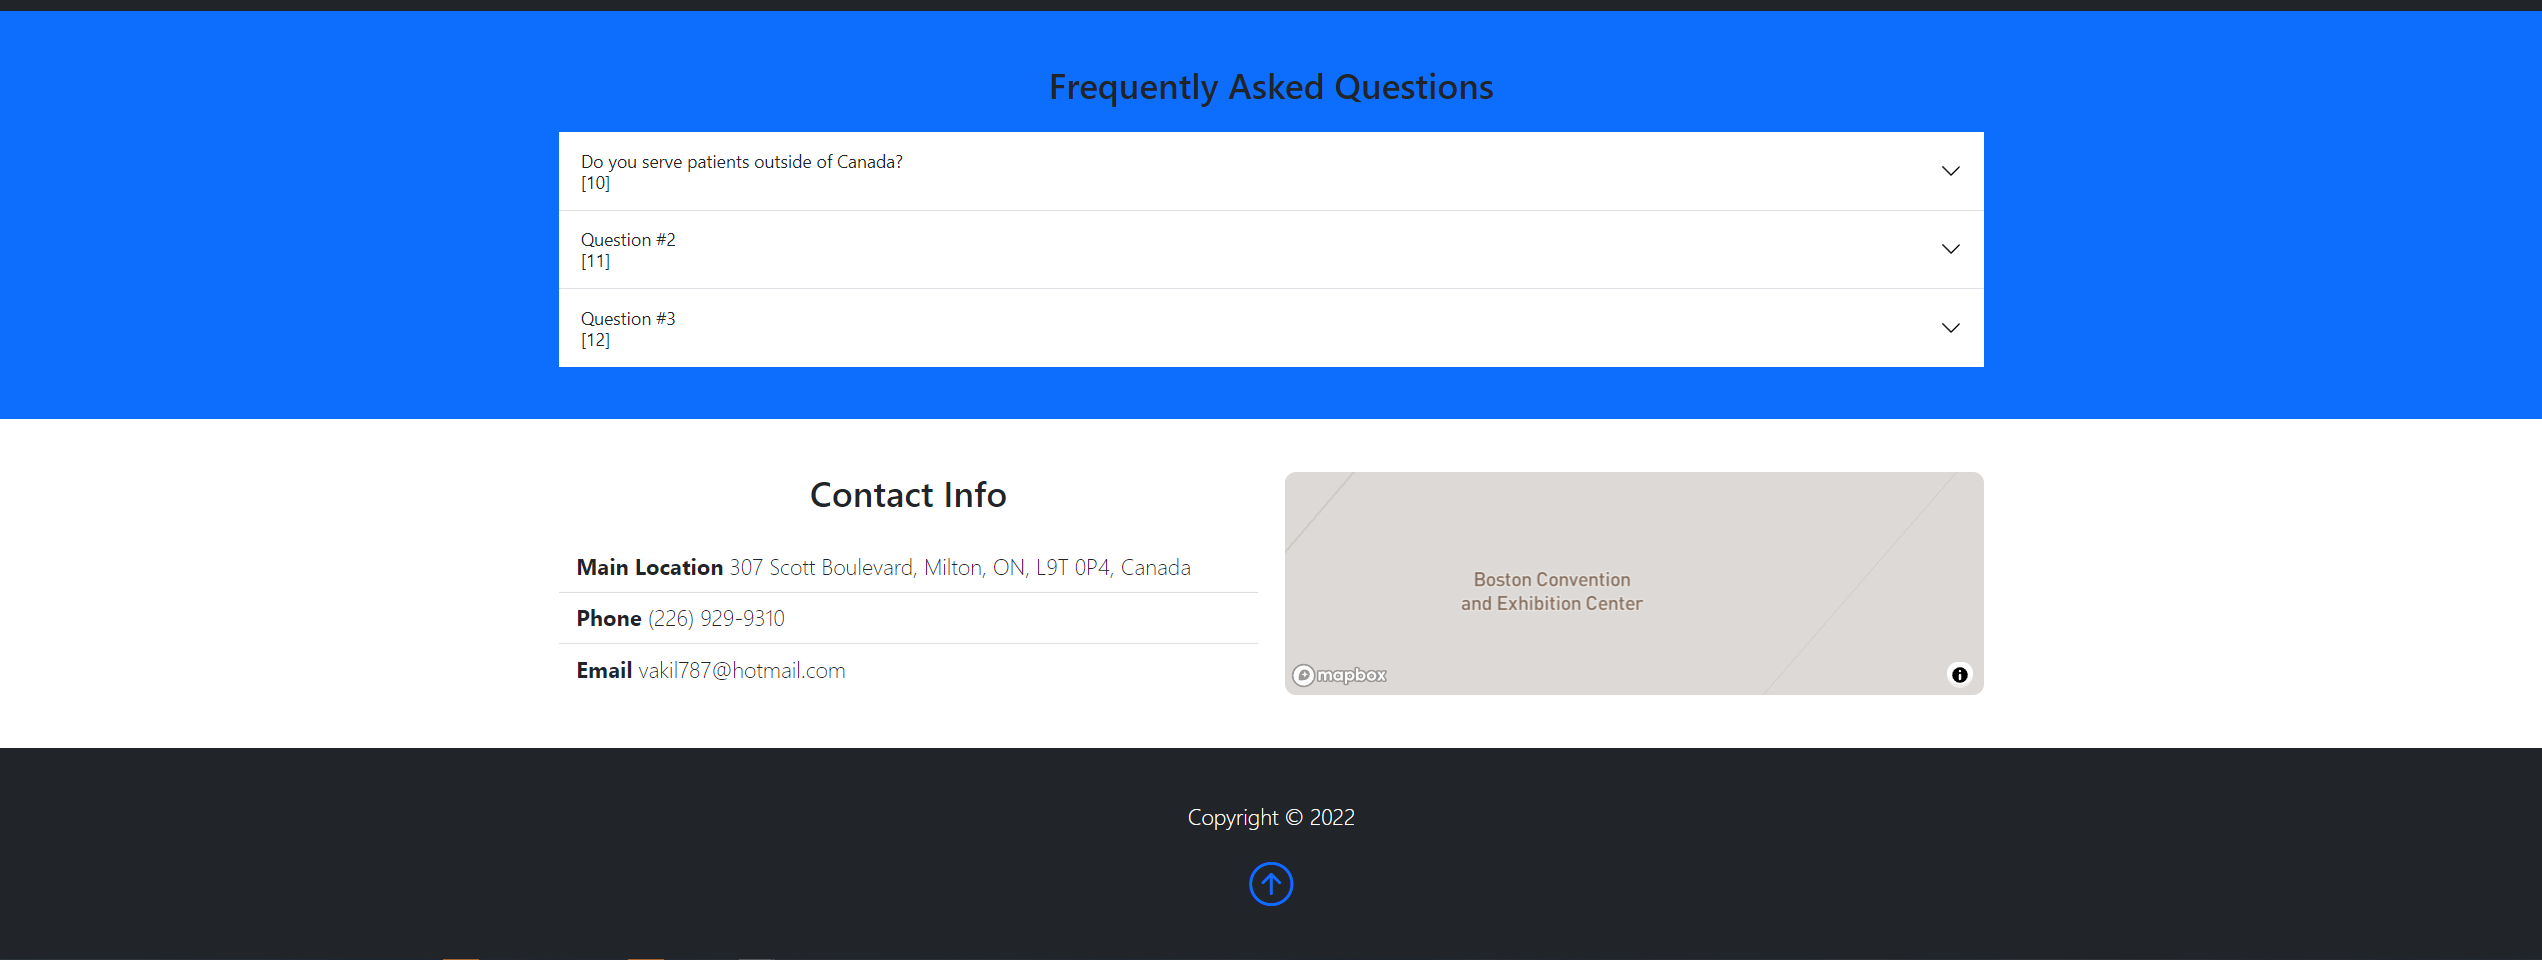 Frequently Asked Questions
Do you serve patients outside of Canada?
[10]
Question #2
[11]
Question #3
[12]
Contact Info
Main Location 307 Scott Boulevard, Milton, ON, L9T 0P4, Canada
Phone (226) 929-9310
Email vakil787@hotmail.com
Boston Convention
and Exhibition Center
mapbox
Copyright © 2022